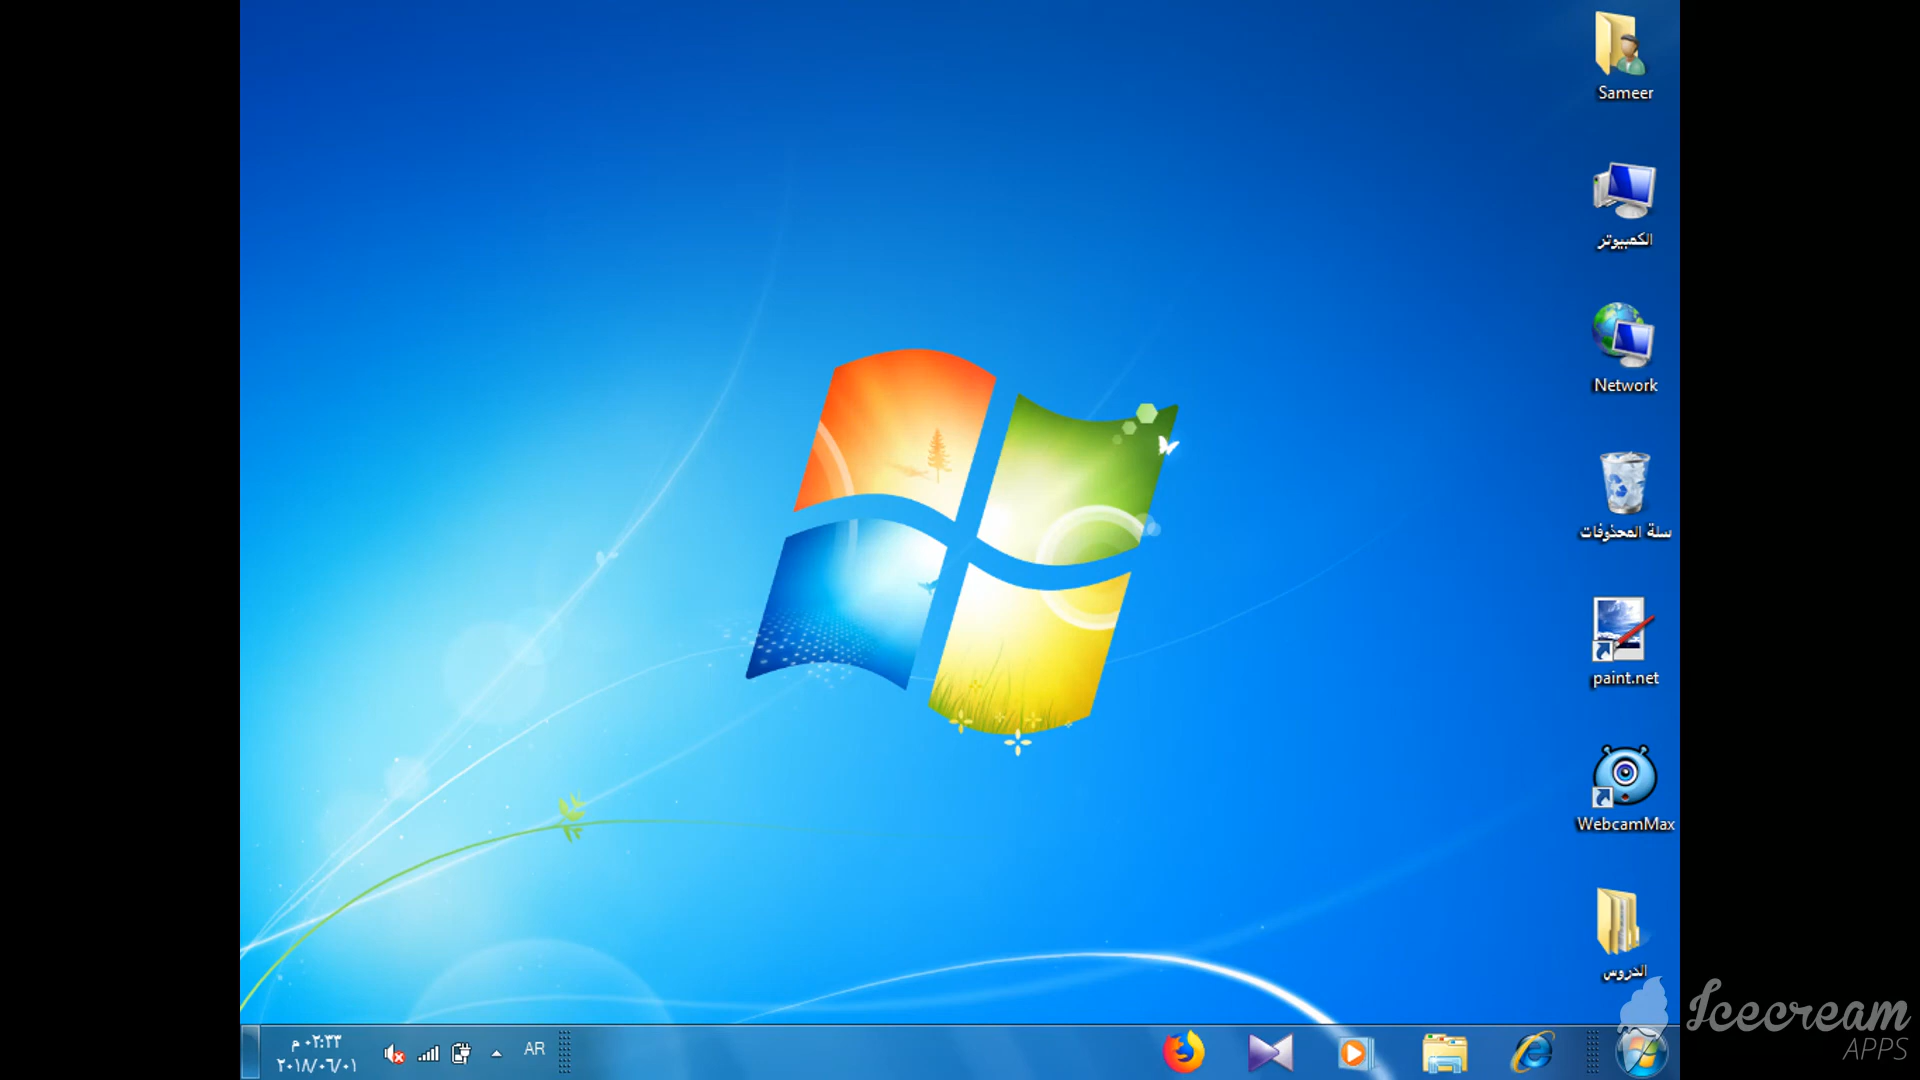 Sameer
الكمبيوتر
Network
سلة المحذوفات
paint.net
WebcamMax
الدروس
Icecream
APPS
AR
٠٢:٣٣ م
٢٠١٨/٠٦/٠١